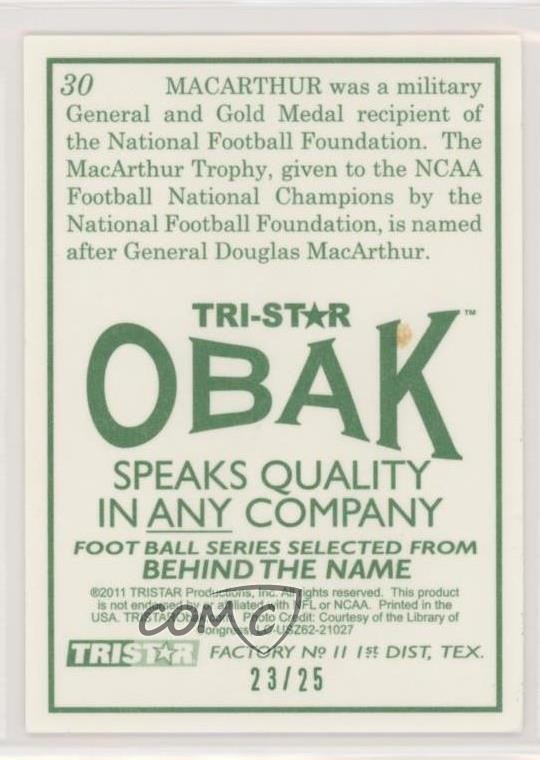 30 MACARTHUR was a military
General and Gold Medal recipient of
the National Football Foundation. The
MacArthur Trophy, given to the NCAA
Football National Champions by the
National Football Foundation, is named
after General Douglas MacArthur.
TRI-ST★R
OBAK™
SPEAKS QUALITY
IN ANY COMPANY
FOOT BALL SERIES SELECTED FROM
BEHIND THE NAME
©2011 TRISTAR Productions, Inc. All rights reserved. This product
is not endorsed by or affiliated with NFL or NCAA. Printed in the
USA. Photo Credit: Courtesy of the Library of
Congress
COMC
TRIST★R FACTORY Nº 11 1st DIST, TEX.
23/25